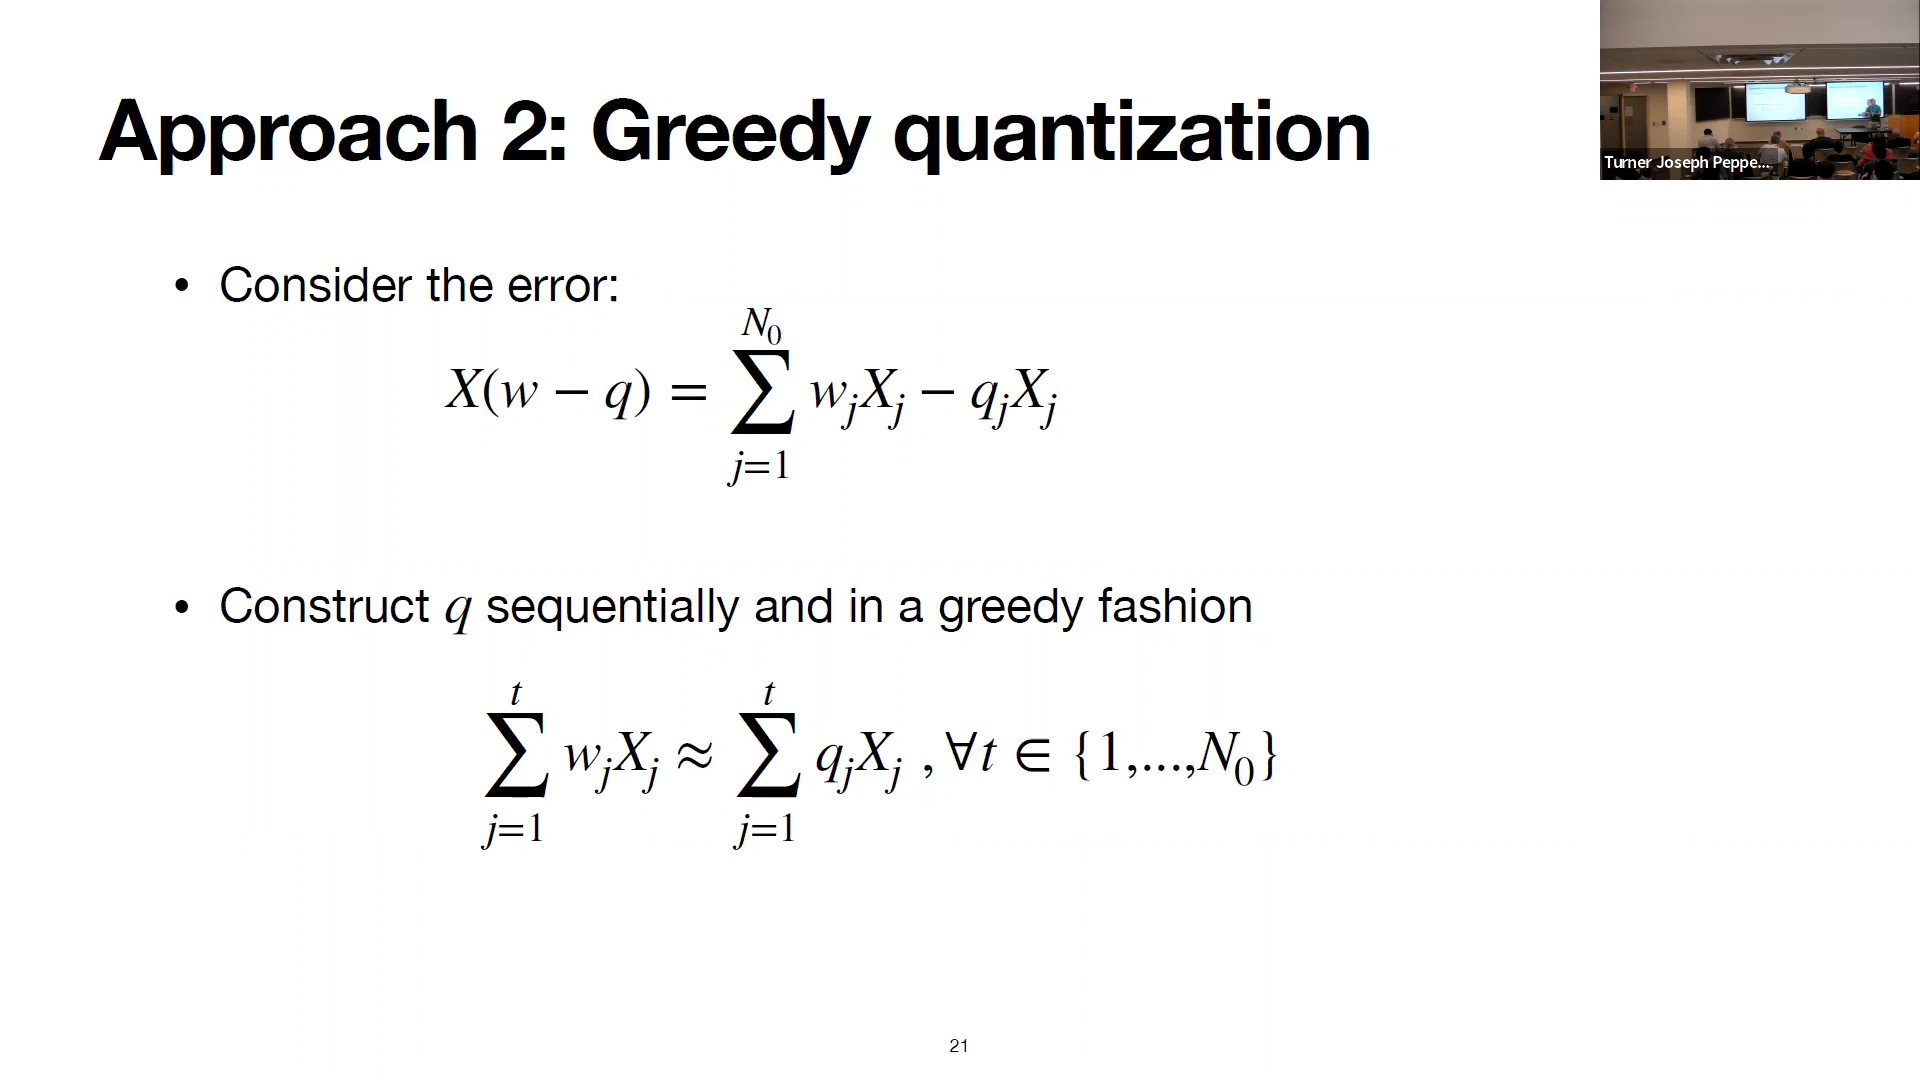 Approach 2: Greedy quantization
Turner Joseph Peppe...
• Consider the error:
X(w − q) = ∑_{j=1}^{N_0} w_j X_j − q_j X_j
• Construct q sequentially and in a greedy fashion
∑_{j=1}^{t} w_j X_j ≈ ∑_{j=1}^{t} q_j X_j , ∀t ∈ {1,...,N_0}
21